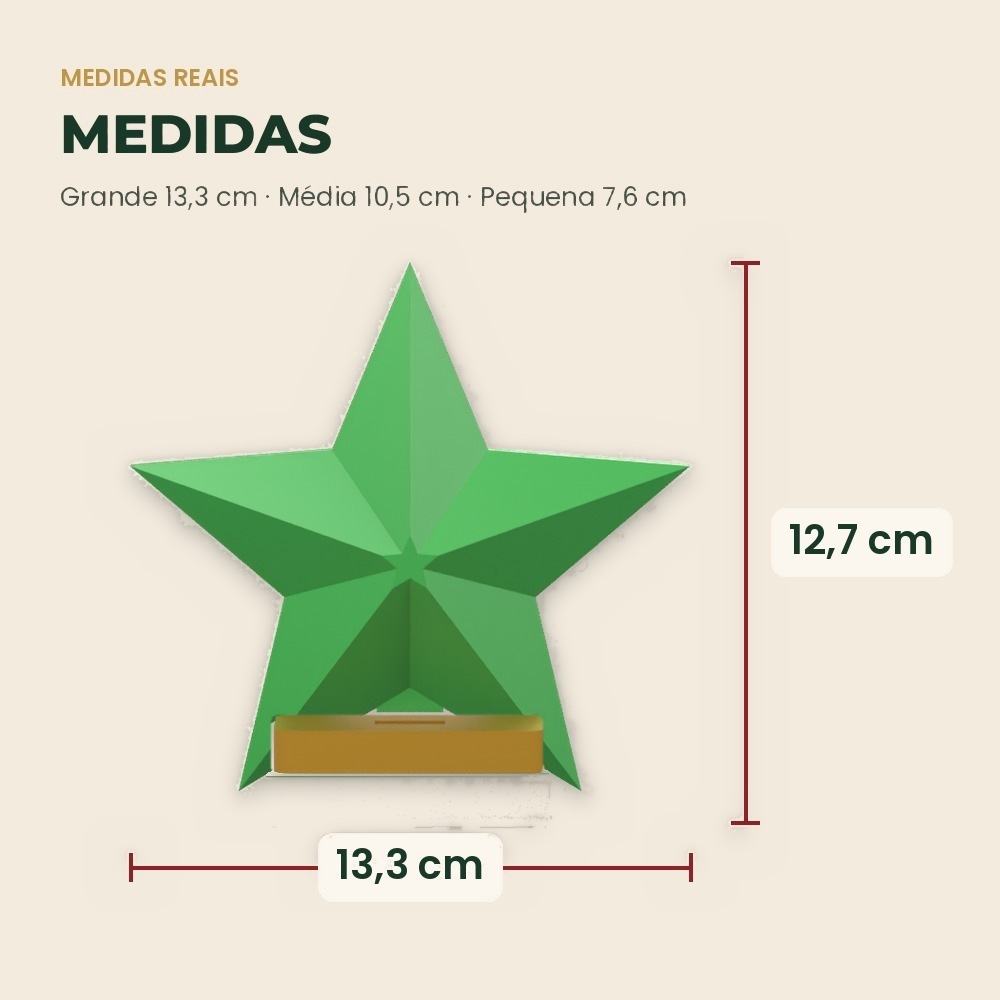 MEDIDAS REAIS
MEDIDAS
Grande 13,3 cm · Média 10,5 cm · Pequena 7,6 cm
12,7 cm
13,3 cm